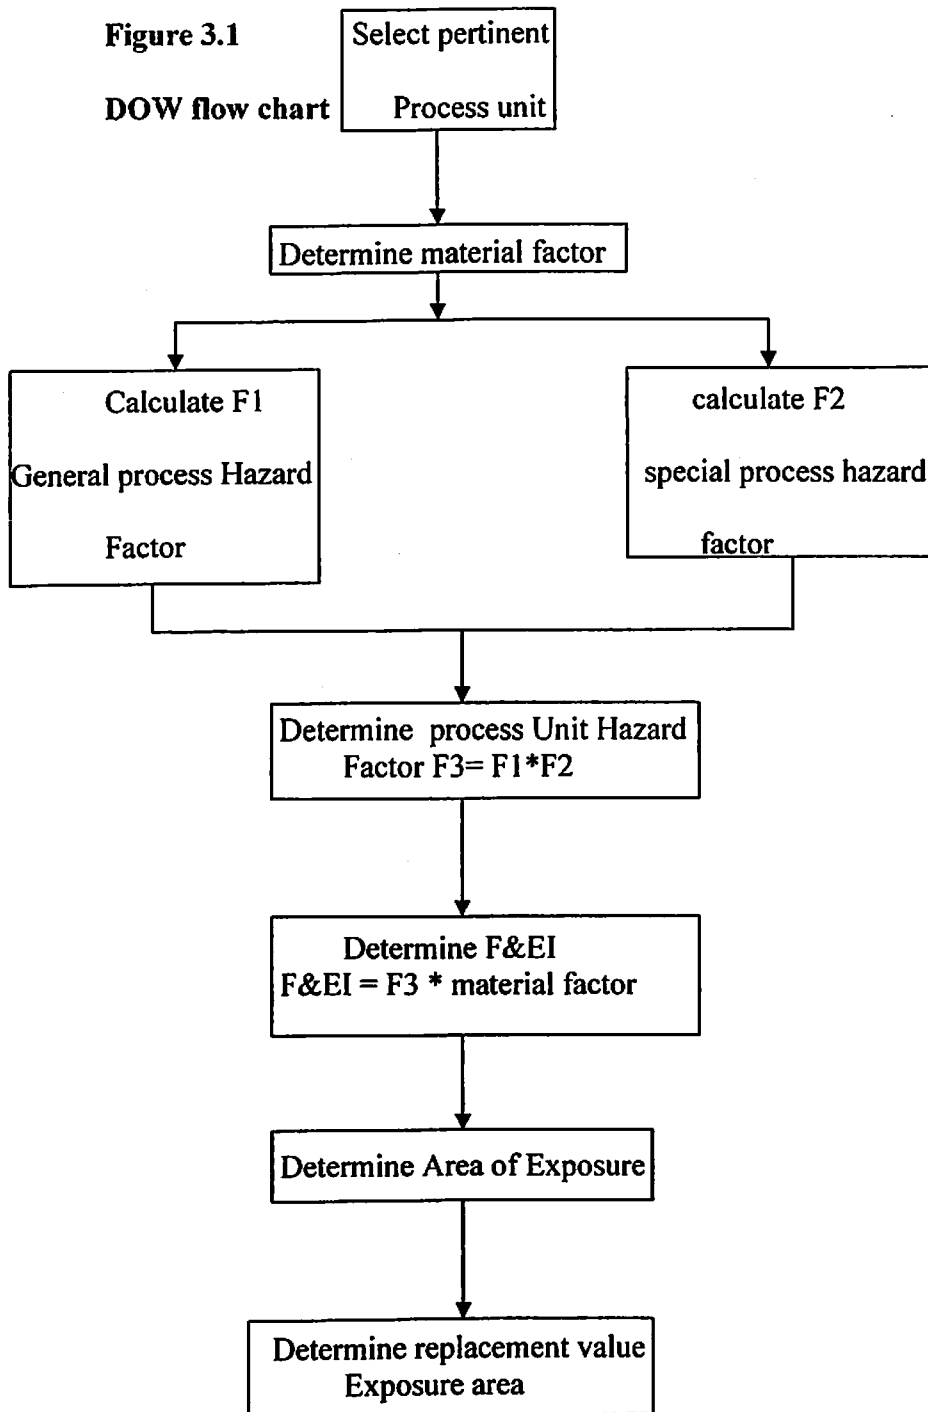 Figure 3.1
DOW flow chart
Select pertinent
Process unit
Determine material factor
Calculate F1
General process Hazard
Factor
calculate F2
special process hazard
factor
Determine process Unit Hazard
Factor F3= F1*F2
Determine F&EI
F&EI = F3 * material factor
Determine Area of Exposure
Determine replacement value
Exposure area